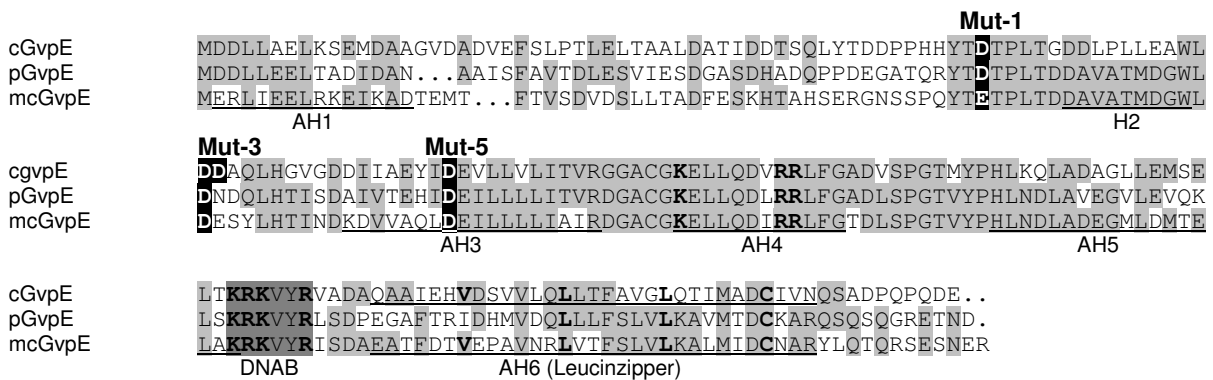 Mut-1
cGvpE MDDLLAELKSEMDAAGVDADVEFSLPTLELTAALDATIDDTSQLYTDDPPHHYTDTPLTGDDLPLLEAWL
pGvpE MDDLLEELTADIDAN...AAISFAVTDLESVIESDGASDHADQPPDEGATQRYTDTPLTDDAVATMDGWL
mcGvpE MERLIEELRKEIKADTEMT...FTVSDVDSLLTADFESKHTAHSERGNSSPQYTETPLTDDAVATMDGWL
AH1 H2
Mut-3 Mut-5
cgvpE DDAQLHGVGDDIIAEYIDEVLLVLITVRGGACGKELLQDVRRLFGADVSPGTMYPHLKQLADAGLLEMSE
pGvpE DNDQLHTISDAIVTEHIDEILLLLITVRDGACGKELLQDLRRLFGADLSPGTVYPHLNDLAVEGVLEVQK
mcGvpE DESYLHTINDKDVVAQLDEILLLLIAIRDGACGKELLQDIRRLFGTDLSPGTVYPHLNDLADEGMLDMTE
AH3 AH4 AH5
cGvpE LTKRKVYRVADAQAAIEHVDSVVLQLLTFAVGLQTIMADCIVNQSADPQPQDE..
pGvpE LSKRKVYRLSDPEGAFTRIDHMVDQLLLFSLVLKAVMTDCKARQSQSQGRETND.
mcGvpE LAKRKVYRISDAEATFDTVEPAVNRLVTFSLVLKALMIDCNARYLQTQRSESNER
DNAB AH6 (Leucinzipper)